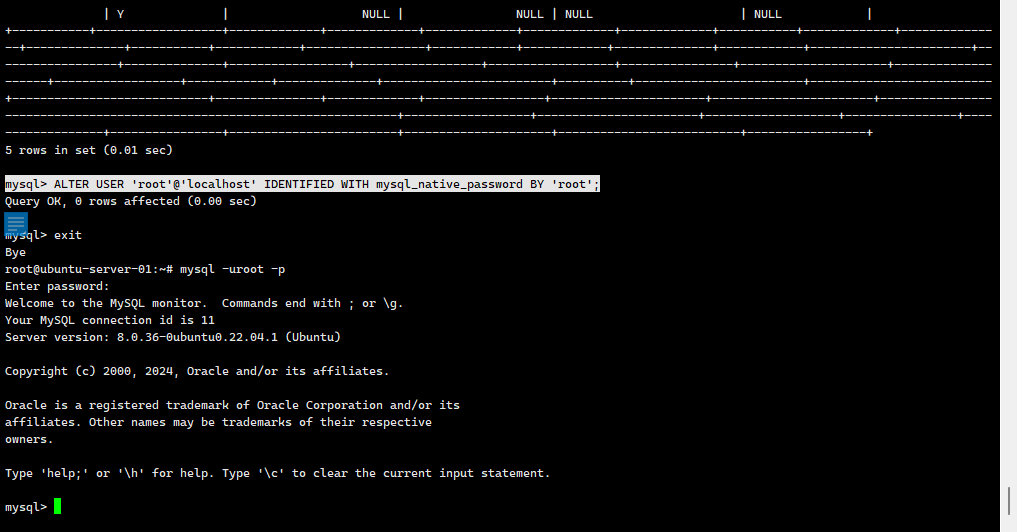 | Y | NULL | NULL | NULL | NULL |
5 rows in set (0.01 sec)
mysql> ALTER USER 'root'@'localhost' IDENTIFIED WITH mysql_native_password BY 'root';
Query OK, 0 rows affected (0.00 sec)
mysql> exit
Bye
root@ubuntu-server-01:~# mysql -uroot -p
Enter password:
Welcome to the MySQL monitor.  Commands end with ; or \g.
Your MySQL connection id is 11
Server version: 8.0.36-0ubuntu0.22.04.1 (Ubuntu)
Copyright (c) 2000, 2024, Oracle and/or its affiliates.
Oracle is a registered trademark of Oracle Corporation and/or its
affiliates. Other names may be trademarks of their respective
owners.
Type 'help;' or '\h' for help. Type '\c' to clear the current input statement.
mysql>